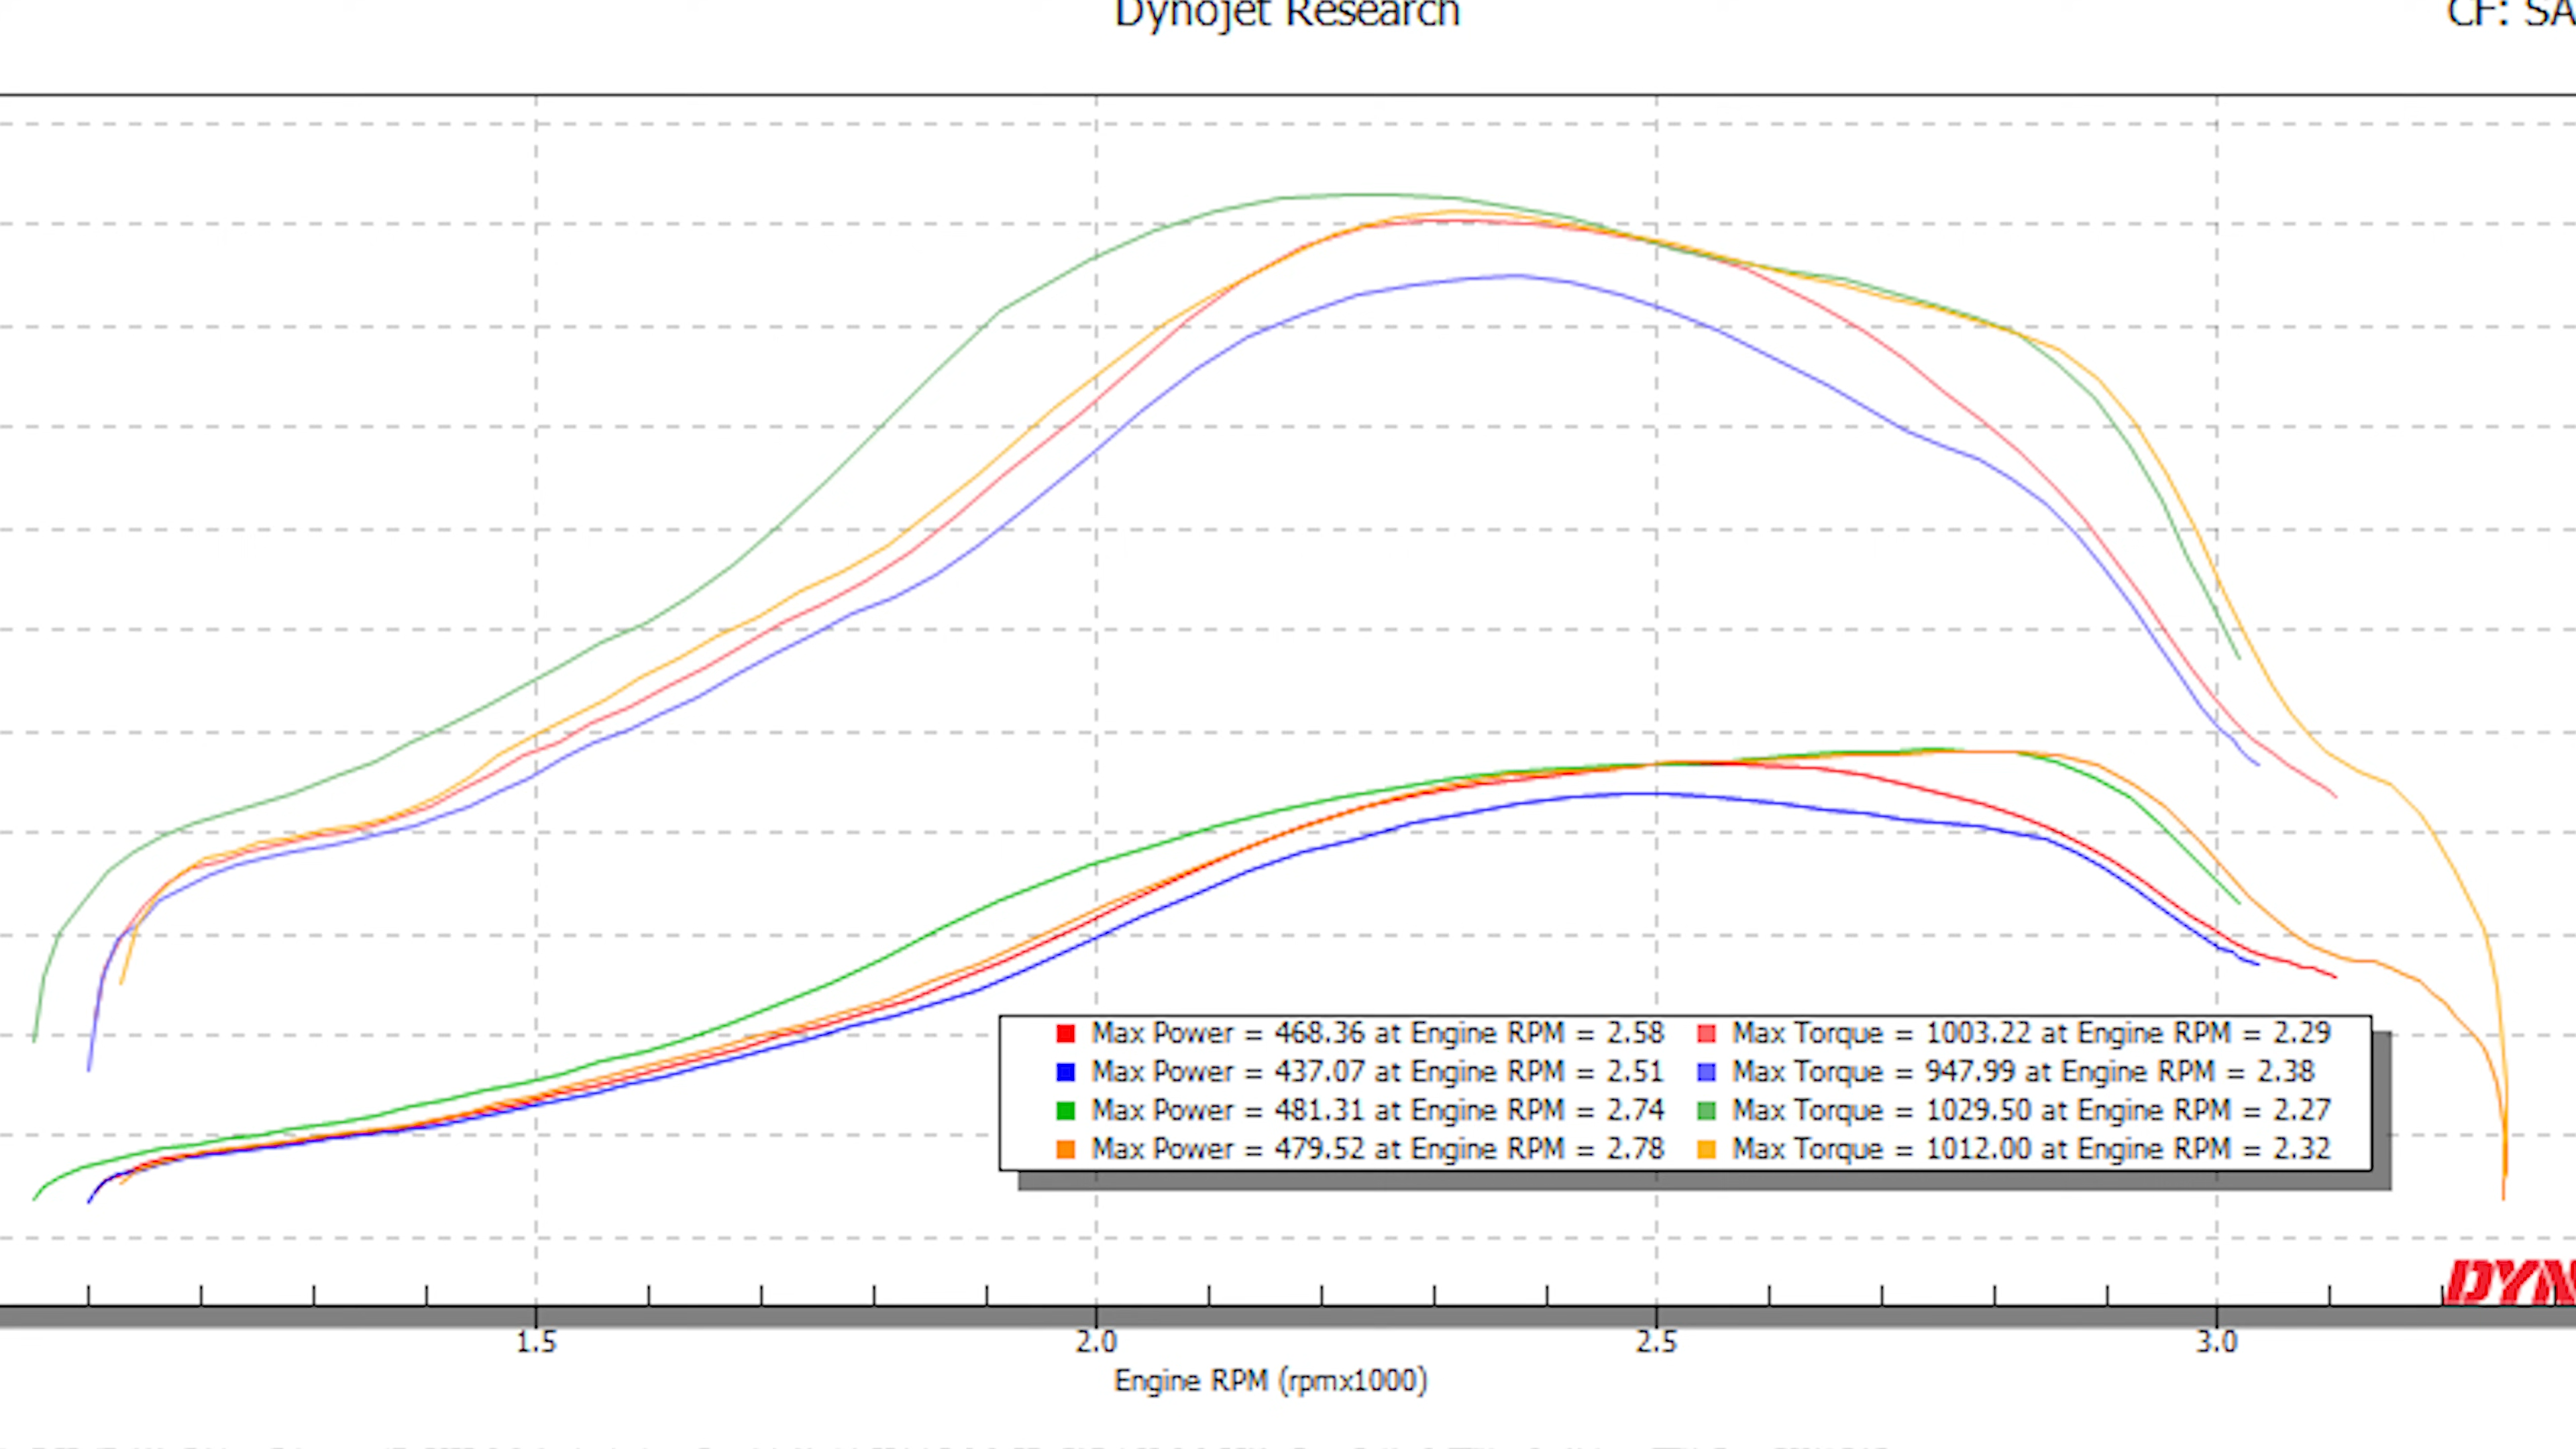 Dynojet Research
CF: SA
Max Power = 468.36 at Engine RPM = 2.58 Max Torque = 1003.22 at Engine RPM = 2.29
Max Power = 437.07 at Engine RPM = 2.51 Max Torque = 947.99 at Engine RPM = 2.38
Max Power = 481.31 at Engine RPM = 2.74 Max Torque = 1029.50 at Engine RPM = 2.27
Max Power = 479.52 at Engine RPM = 2.78 Max Torque = 1012.00 at Engine RPM = 2.32
DYN
1.5 2.0 2.5 3.0
Engine RPM (rpmx1000)